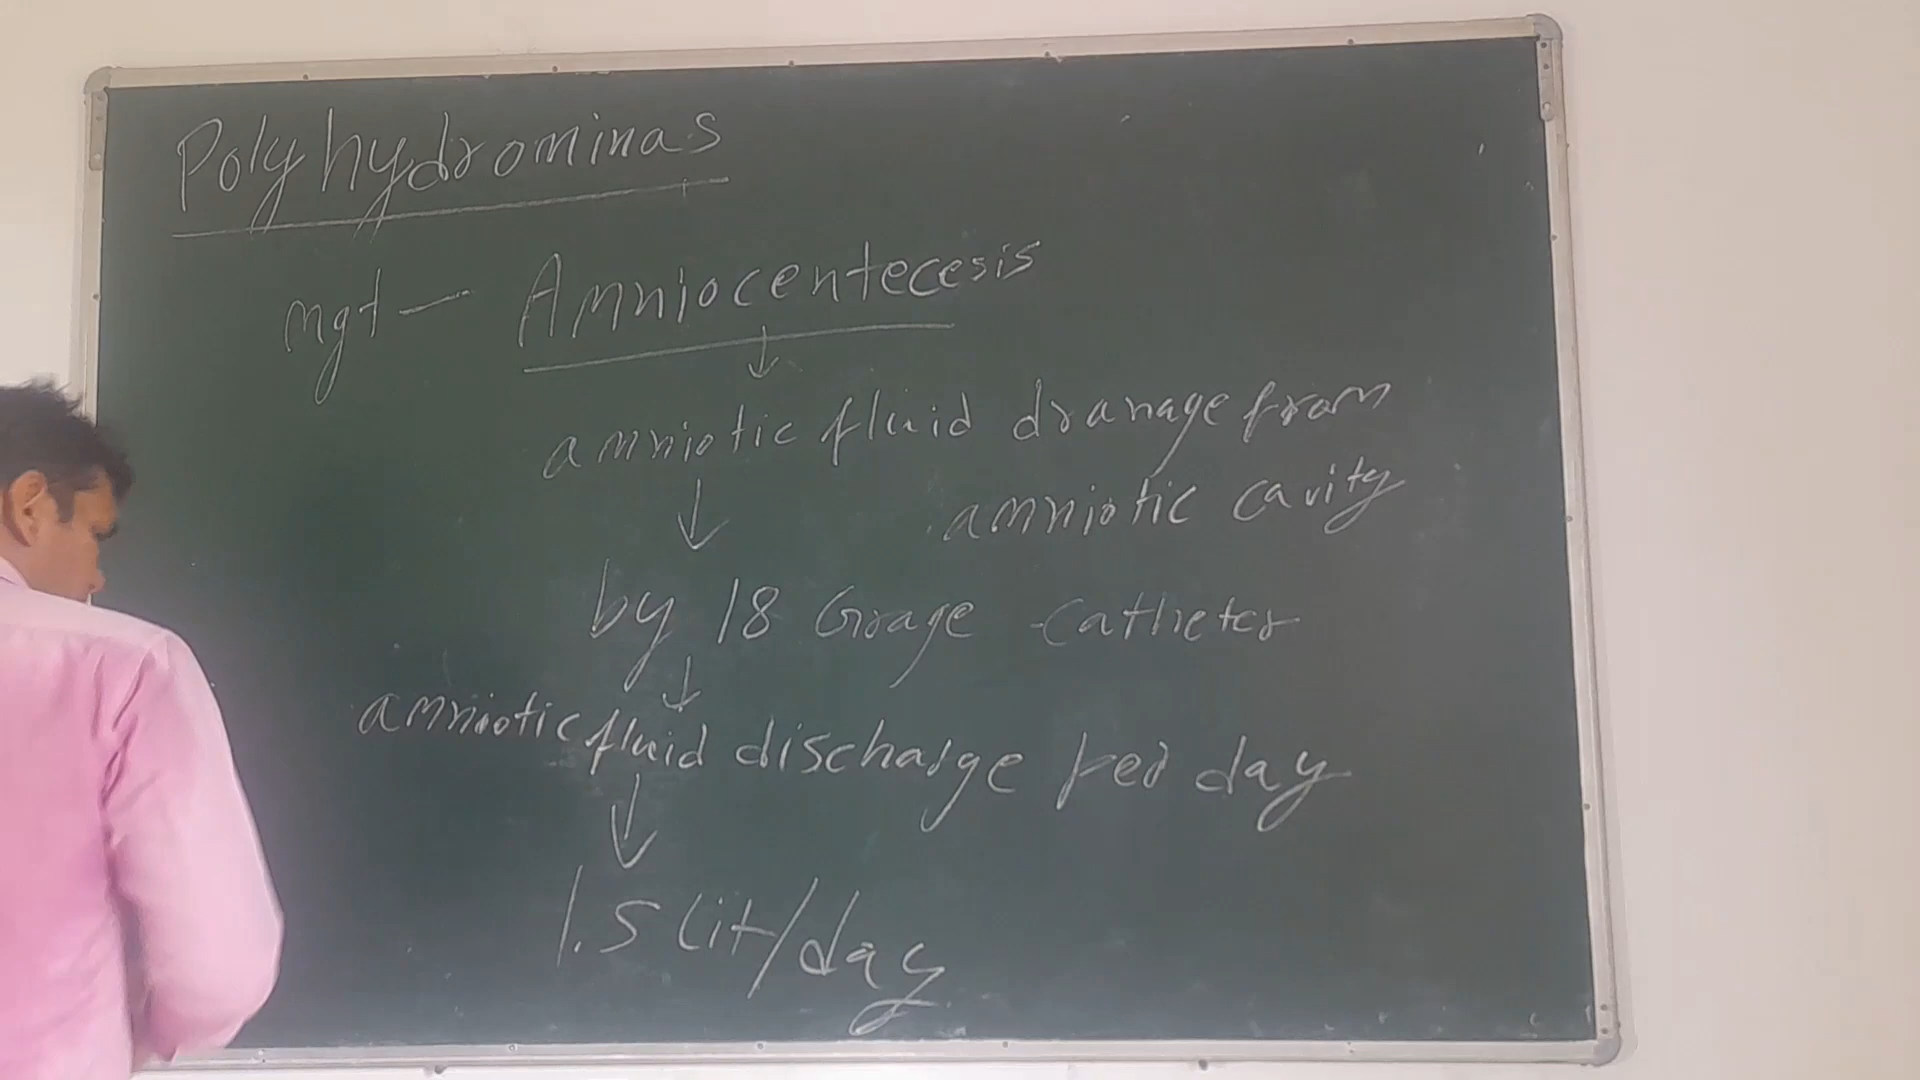 Polyhydrominas
mgt — Amniocentecesis
↓
amniotic fluid dranage from
amniotic cavity
↓
by 18 Grage catheter
↓
amniotic fluid discharge per day
↓
1.5 lit/day